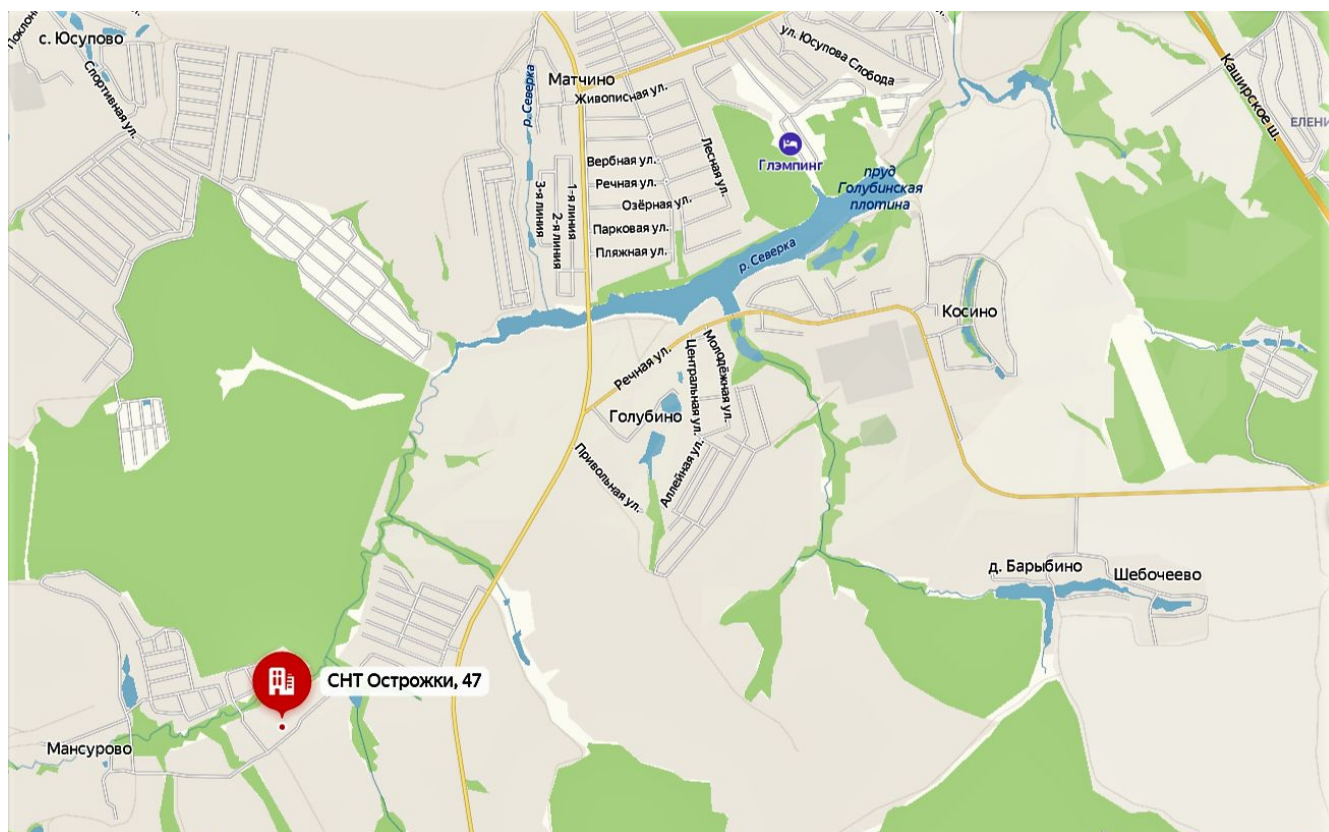 Поклонн
с. Юсупово
Спортивная ул.
р. Северка
Матчино
Живописная ул.
ул. Юсупова Слобода
Каширское ш.
ЕЛЕНИ
Вербная ул.
Речная ул.
Озёрная ул.
Парковая ул.
Пляжная ул.
Лесная ул.
3-я линия
2-я линия
1-я линия
Глэмпинг
пруд
Голубинская
плотина
р. Северка
Косино
Речная ул.
Центральная ул.
Молодёжная ул.
Голубино
Привольная ул.
Аллейная ул.
д. Барыбино
Шебочеево
СНТ Острожки, 47
Мансурово